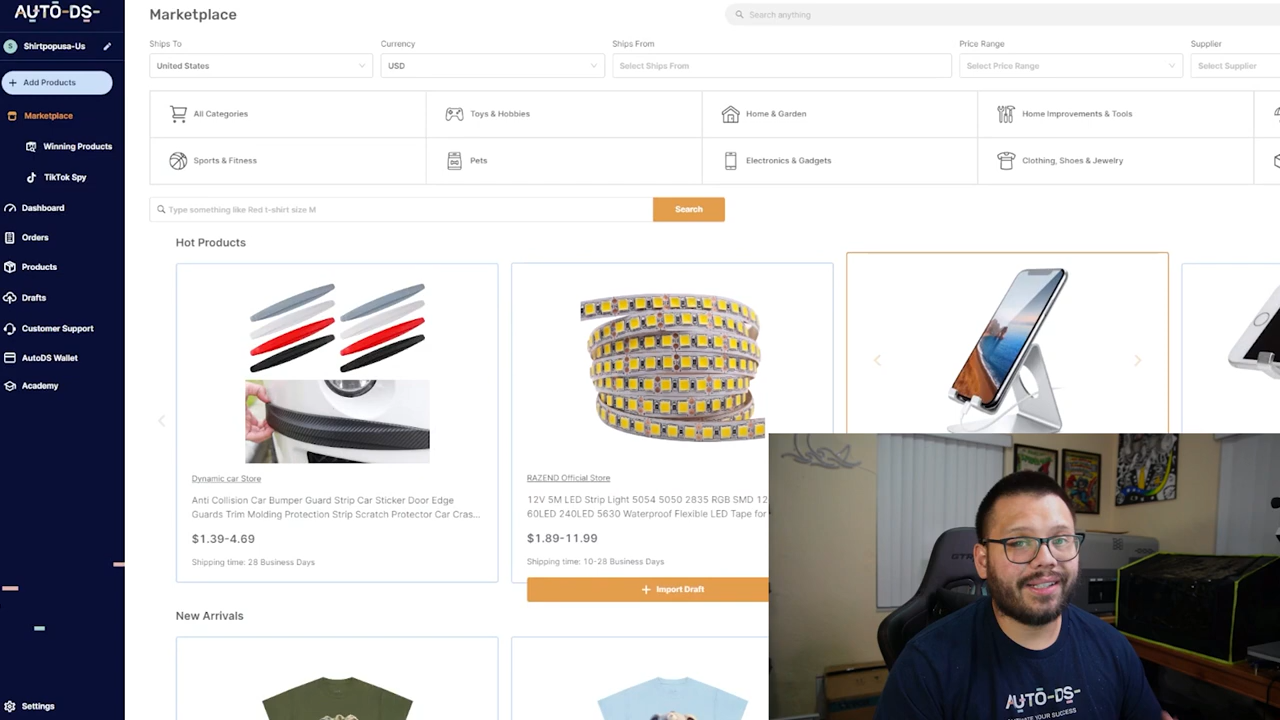 AUTO-DS-
S
Shirtpopusa-Us
Add Products
Marketplace
Winning Products
TikTok Spy
Dashboard
Orders
Products
Drafts
Customer Support
AutoDS Wallet
Academy
Settings
Marketplace
Search anything
Ships To
Currency
Ships From
Price Range
Supplier
United States
USD
Select Ships From
Select Price Range
Select Supplier
All Categories
Toys & Hobbies
Home & Garden
Home Improvements & Tools
Sports & Fitness
Pets
Electronics & Gadgets
Clothing, Shoes & Jewelry
Type something like Red t-shirt size M
Search
Hot Products
Dynamic car Store
Anti Collision Car Bumper Guard Strip Car Sticker Door Edge
Guards Trim Molding Protection Strip Scratch Protector Car Cras...
$1.39-4.69
Shipping time: 28 Business Days
RAZEND Official Store
12V 5M LED Strip Light 5054 5050 2835 RGB SMD 12
60LED 240LED 5630 Waterproof Flexible LED Tape for
$1.89-11.99
Shipping time: 10-28 Business Days
+ Import Draft
New Arrivals
AUTO-DS-
YOUR SUCCESS